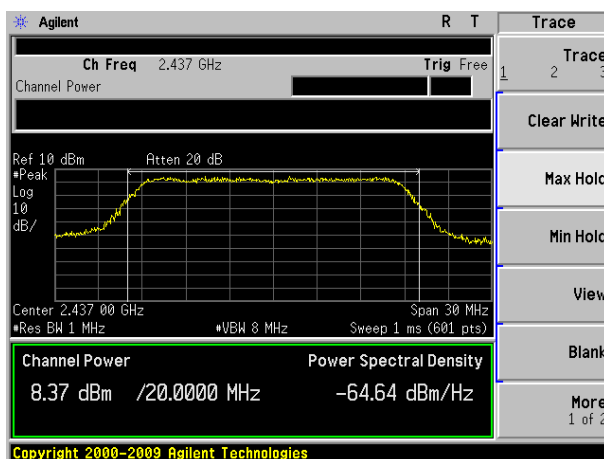 Agilent R T Trace
Ch Freq 2.437 GHz Trig Free
Channel Power
Trace
1 2 3
Clear Write
Max Hold
Min Hold
View
Blank
More
1 of 2
Ref 10 dBm Atten 20 dB
#Peak
Log
10
dB/
Center 2.437 00 GHz Span 30 MHz
#Res BW 1 MHz #VBW 8 MHz Sweep 1 ms (601 pts)
Channel Power Power Spectral Density
8.37 dBm /20.0000 MHz -64.64 dBm/Hz
Copyright 2000-2009 Agilent Technologies